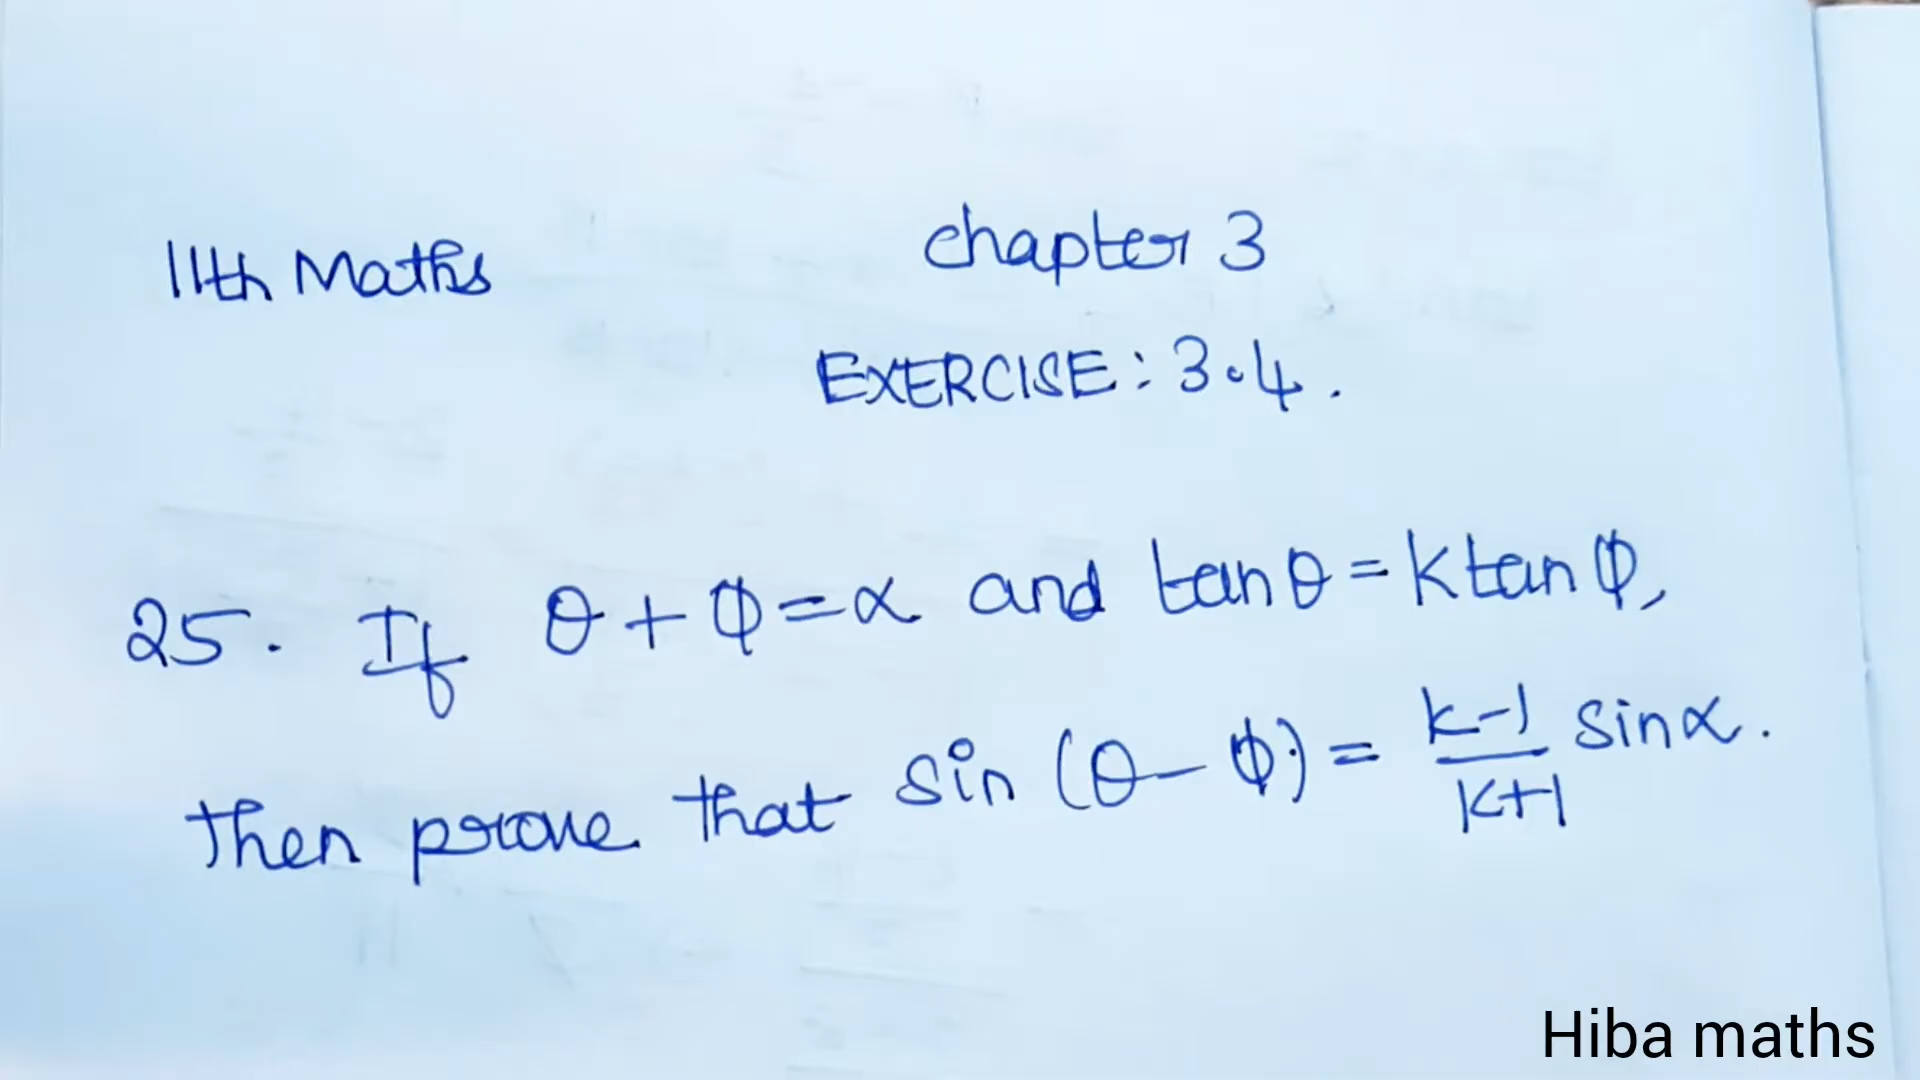 11th Maths
chapter 3
EXERCISE: 3.4.
25. If θ + φ = α and tan θ = k tan φ,
then prove that sin (θ - φ) = k-1/k+1 sin α.
Hiba maths